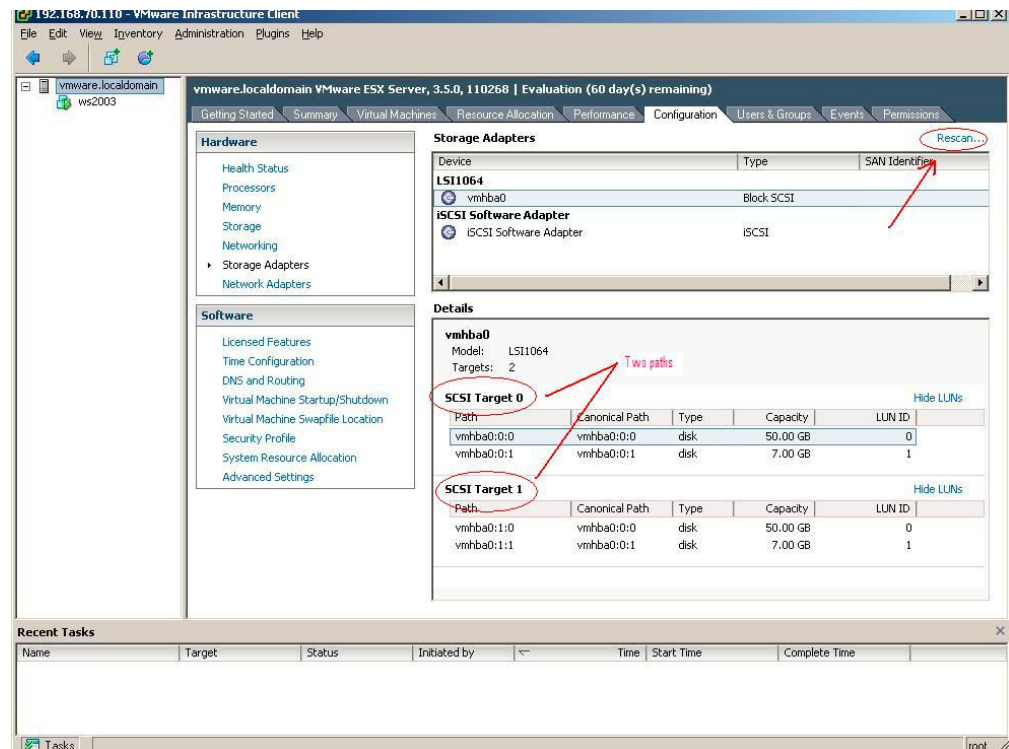 192.168.70.110 - VMware Infrastructure Client
File Edit View Inventory Administration Plugins Help
vmware.localdomain
ws2003
vmware.localdomain VMware ESX Server, 3.5.0, 110268 | Evaluation (60 day(s) remaining)
Getting Started Summary Virtual Machines Resource Allocation Performance Configuration Users & Groups Events Permissions
Hardware
Health Status
Processors
Memory
Storage
Networking
Storage Adapters
Network Adapters
Software
Licensed Features
Time Configuration
DNS and Routing
Virtual Machine Startup/Shutdown
Virtual Machine Swapfile Location
Security Profile
System Resource Allocation
Advanced Settings
Storage Adapters Rescan...
Device Type SAN Identifier
LSI1064
vmhba0 Block SCSI
iSCSI Software Adapter
iSCSI Software Adapter iSCSI
Details
vmhba0
Model: LSI1064
Targets: 2
Two paths
SCSI Target 0 Hide LUNs
Path Canonical Path Type Capacity LUN ID
vmhba0:0:0 vmhba0:0:0 disk 50.00 GB 0
vmhba0:0:1 vmhba0:0:1 disk 7.00 GB 1
SCSI Target 1 Hide LUNs
Path Canonical Path Type Capacity LUN ID
vmhba0:1:0 vmhba0:0:0 disk 50.00 GB 0
vmhba0:1:1 vmhba0:0:1 disk 7.00 GB 1
Recent Tasks
Name Target Status Initiated by Time Start Time Complete Time
Tasks root